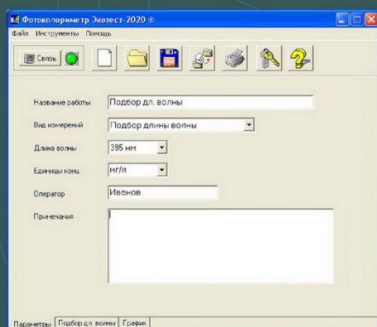 Фотоколориметр Экотест-2020 ®
Файл Инструменты Помощь
Связь
Название работы Подбор дл. волны
Вид измерений Подбор длины волны
Длина волны 395 нм
Единицы конц. мг/л
Оператор Иванов
Примечания
Параметры Подбор дл. волны График